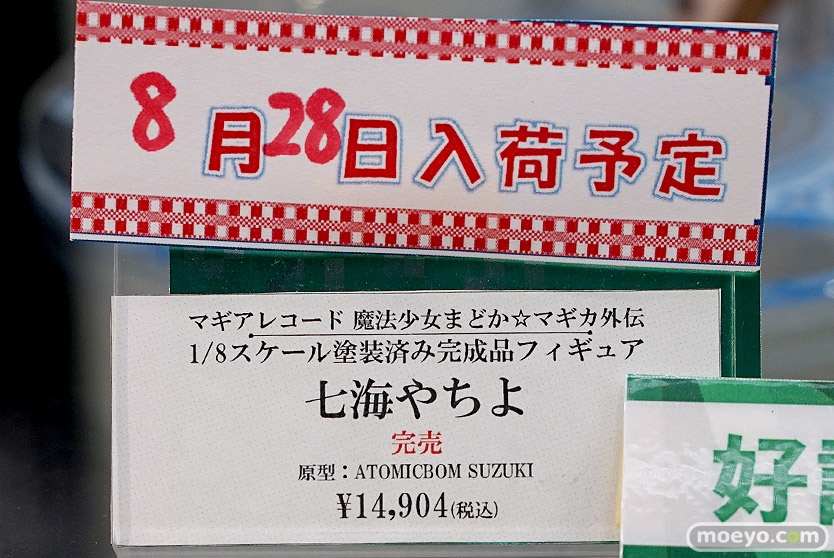 8月28日入荷予定
マギアレコード 魔法少女まどか☆マギカ外伝
1/8スケール塗装済み完成品フィギュア
七海やちよ
完売
原型：ATOMICBOM SUZUKI
¥14,904(税込)
好
moeyo.com